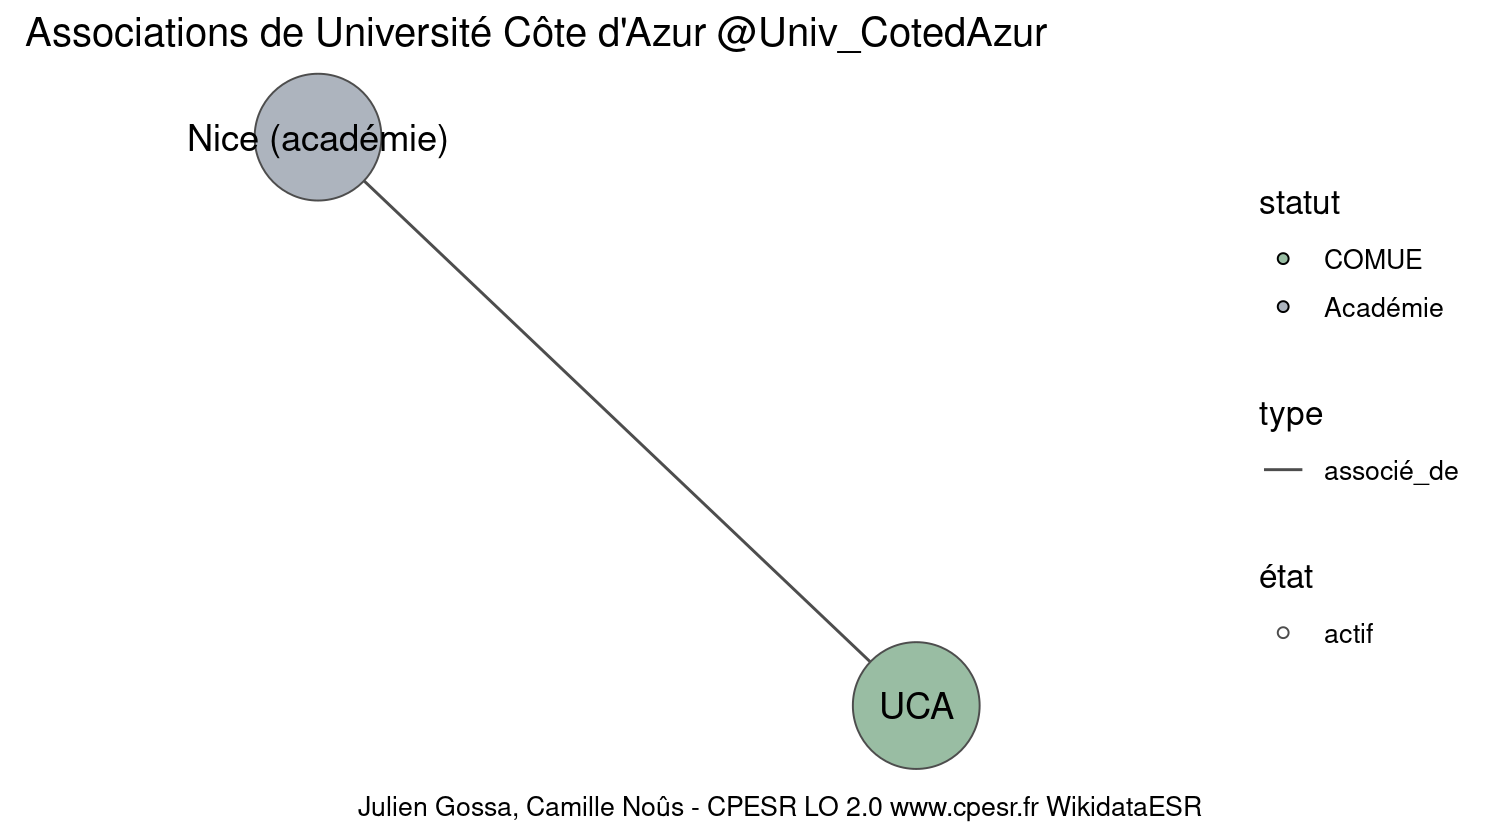 Associations de Université Côte d'Azur @Univ_CotedAzur
Nice (académie)
UCA
statut
COMUE
Académie
type
associé_de
état
actif
Julien Gossa, Camille Noûs - CPESR LO 2.0 www.cpesr.fr WikidataESR